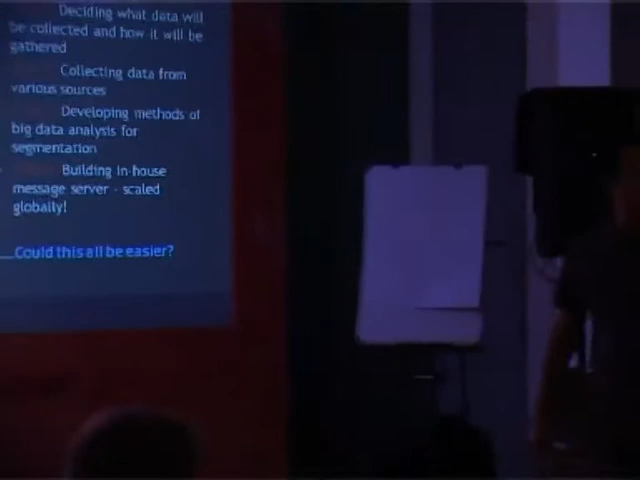 Deciding what data will
be collected and how it will be
gathered
Collecting data from
various sources
Developing methods of
big data analysis for
segmentation
Building in-house
message server - scaled
globally!
Could this all be easier?